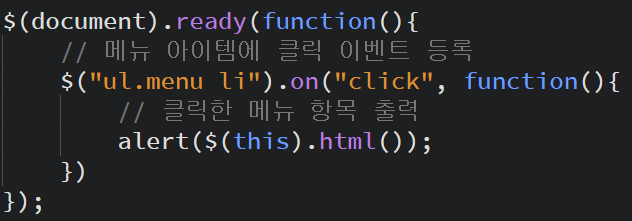 $(document).ready(function(){
    // 메뉴 아이템에 클릭 이벤트 등록
    $("ul.menu li").on("click", function(){
        // 클릭한 메뉴 항목 출력
        alert($(this).html());
    })
});